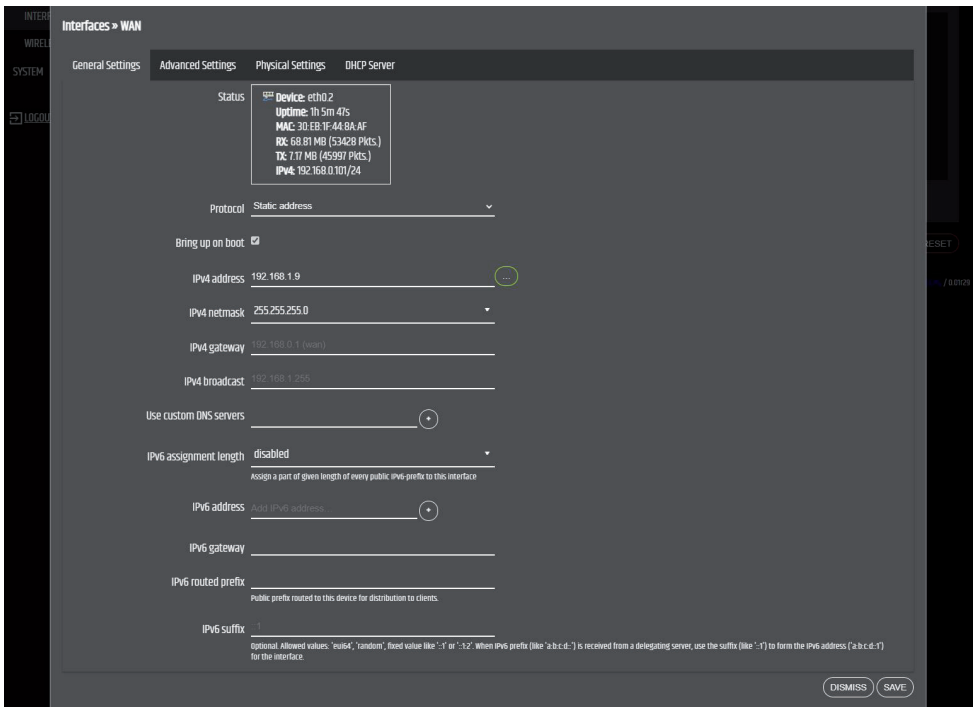 INTERF
Interfaces » WAN
WIRELE
SYSTEM
LOGOU
General Settings Advanced Settings Physical Settings DHCP Server
Status
Device: eth0.2
Uptime: 1h 5m 47s
MAC: 30:EB:1F:44:8A:AF
RX: 68.81 MB (53428 Pkts.)
TX: 7.17 MB (45997 Pkts.)
IPv4: 192.168.0.101/24
Protocol Static address
Bring up on boot
RESET
IPv4 address 192.168.1.9 ...
/ 0.01129
IPv4 netmask 255.255.255.0
IPv4 gateway 192.168.0.1 (wan)
IPv4 broadcast 192.168.1.255
Use custom DNS servers +
IPv6 assignment length disabled
Assign a part of given length of every public IPv6-prefix to this interface
IPv6 address Add IPv6 address... +
IPv6 gateway
IPv6 routed prefix
Public prefix routed to this device for distribution to clients.
IPv6 suffix ::1
Optional. Allowed values: 'eui64', 'random', fixed value like '::1' or '::1:2'. When IPv6 prefix (like 'a:b:c:d::') is received from a delegating server, use the suffix (like '::1') to form the IPv6 address ('a:b:c:d::1')
for the interface.
DISMISS SAVE